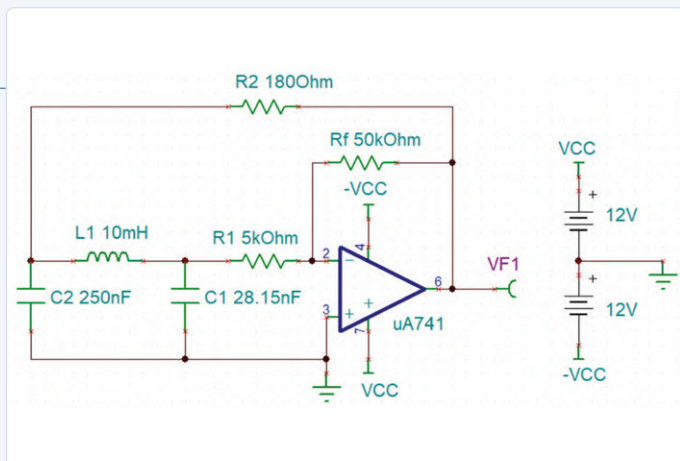 R2 180Ohm
Rf 50kOhm
-VCC
VCC
+
12V
L1 10mH
R1 5kOhm
2
4
−
VF1
6
C2 250nF
C1 28.15nF
3
+
+
7
uA741
+
12V
VCC
-VCC